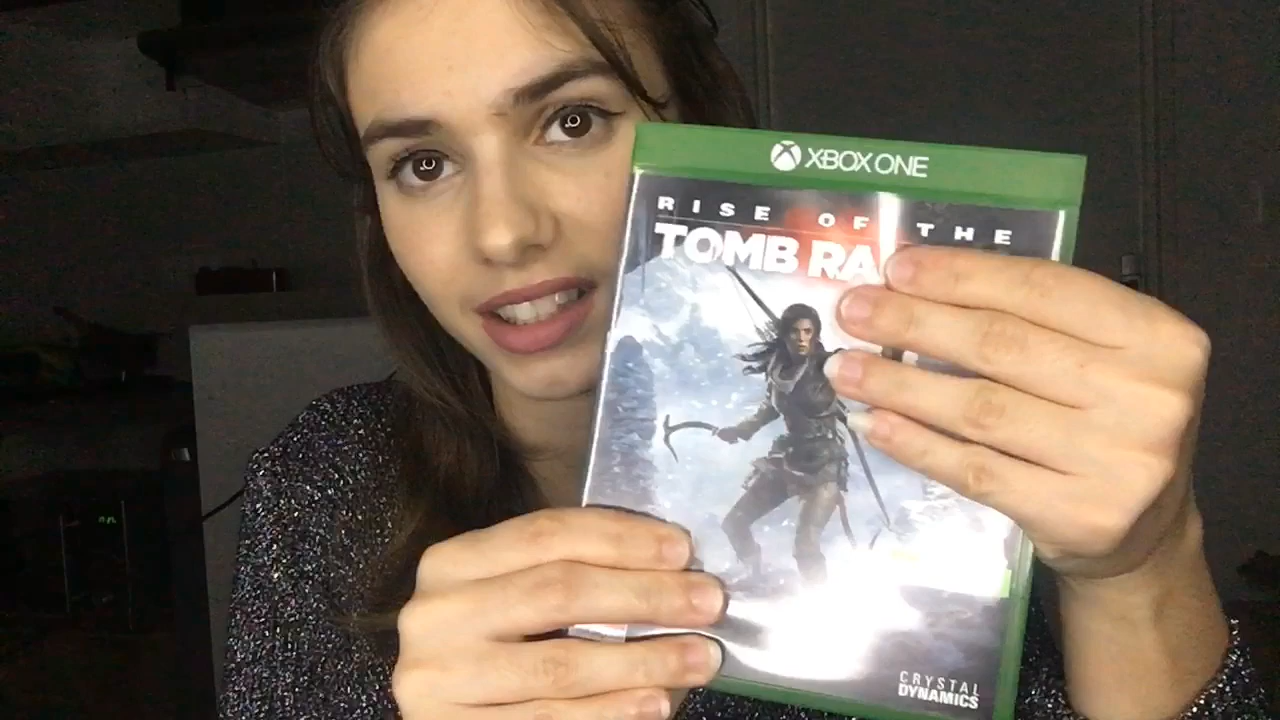 XBOX ONE
RISE OF THE
TOMB RA
CRYSTAL
DYNAMICS